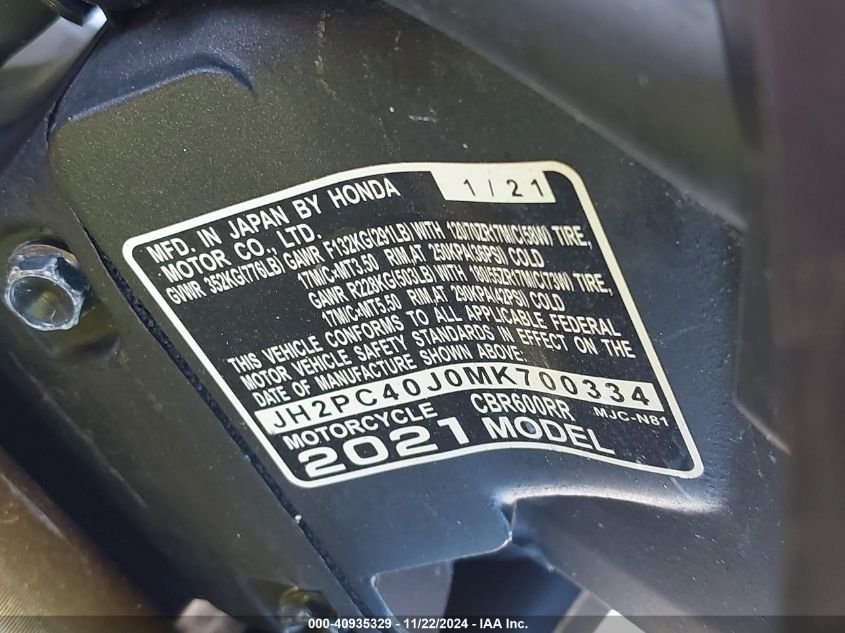 MFD. IN JAPAN BY HONDA 1/21
MOTOR CO., LTD.
GVWR 352KG(776LB) GAWR F132KG(291LB) WITH 120/70ZR17M/C(58W) TIRE,
17M/C×MT3.50 RIM, AT 250KPA(36PSI) COLD
GAWR R228KG(503LB) WITH 180/55ZR17M/C(73W) TIRE,
17M/C×MT5.50 RIM, AT 290KPA(42PSI) COLD
THIS VEHICLE CONFORMS TO ALL APPLICABLE FEDERAL
MOTOR VEHICLE SAFETY STANDARDS IN EFFECT ON THE
DATE OF MANUFACTURE SHOWN ABOVE.
JH2PC40J0MK700334
MOTORCYCLE CBR600RR MJC-N81
2021 MODEL
000-40935329 - 11/22/2024 - IAA Inc.